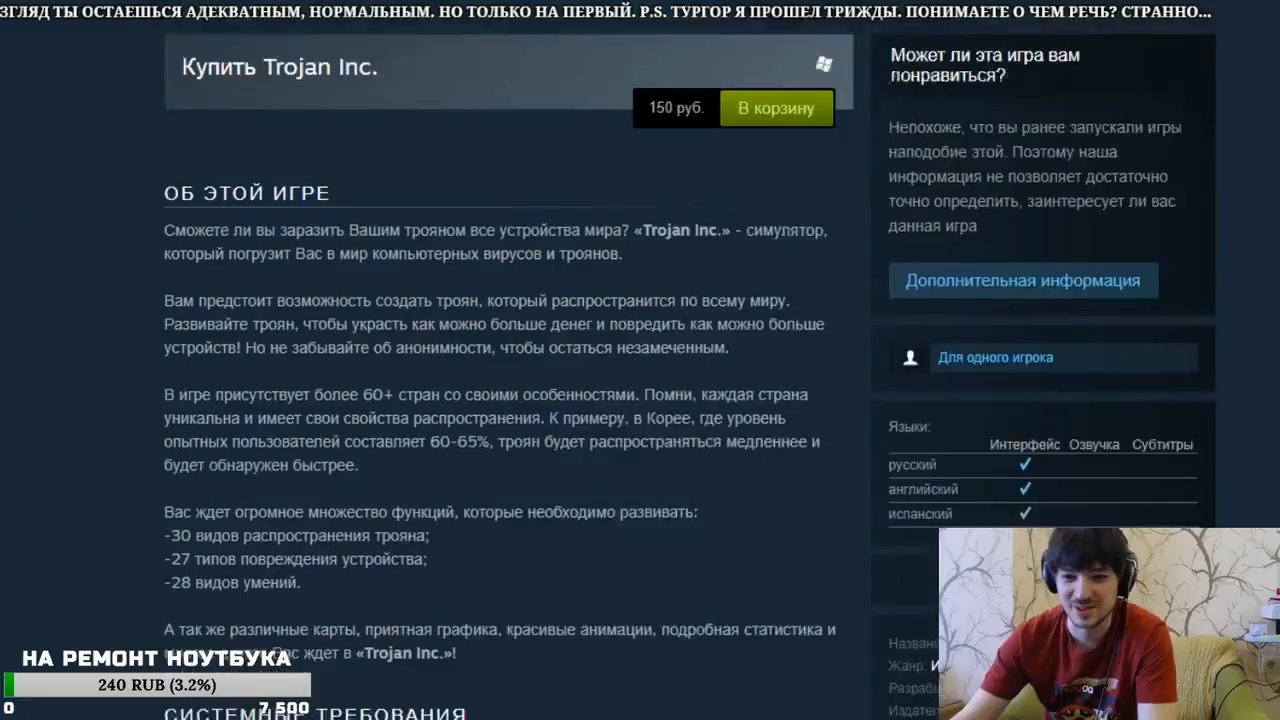 ЗГЛЯД ТЫ ОСТАЕШЬСЯ АДЕКВАТНЫМ, НОРМАЛЬНЫМ. НО ТОЛЬКО НА ПЕРВЫЙ. P.S. ТУРГОР Я ПРОШЕЛ ТРИЖДЫ. ПОНИМАЕТЕ О ЧЕМ РЕЧЬ? СТРАННО...
Купить Trojan Inc.
150 руб.
В корзину
ОБ ЭТОЙ ИГРЕ
Сможете ли вы заразить Вашим трояном все устройства мира? «Trojan Inc.» - симулятор,
который погрузит Вас в мир компьютерных вирусов и троянов.
Вам предстоит возможность создать троян, который распространится по всему миру.
Развивайте троян, чтобы украсть как можно больше денег и повредить как можно больше
устройств! Но не забывайте об анонимности, чтобы остаться незамеченным.
В игре присутствует более 60+ стран со своими особенностями. Помни, каждая страна
уникальна и имеет свои свойства распространения. К примеру, в Корее, где уровень
опытных пользователей составляет 60-65%, троян будет распространяться медленнее и
будет обнаружен быстрее.
Вас ждет огромное множество функций, которые необходимо развивать:
-30 видов распространения трояна;
-27 типов повреждения устройства;
-28 видов умений.
А так же различные карты, приятная графика, красивые анимации, подробная статистика и
Вас ждет в «Trojan Inc.»!
СИСТЕМНЫЕ ТРЕБОВАНИЯ
Может ли эта игра вам
понравиться?
Непохоже, что вы ранее запускали игры
наподобие этой. Поэтому наша
информация не позволяет достаточно
точно определить, заинтересует ли вас
данная игра
Дополнительная информация
Для одного игрока
Языки:
Интерфейс Озвучка Субтитры
русский
английский
испанский
НА РЕМОНТ НОУТБУКА
240 RUB (3.2%)
0
7,500